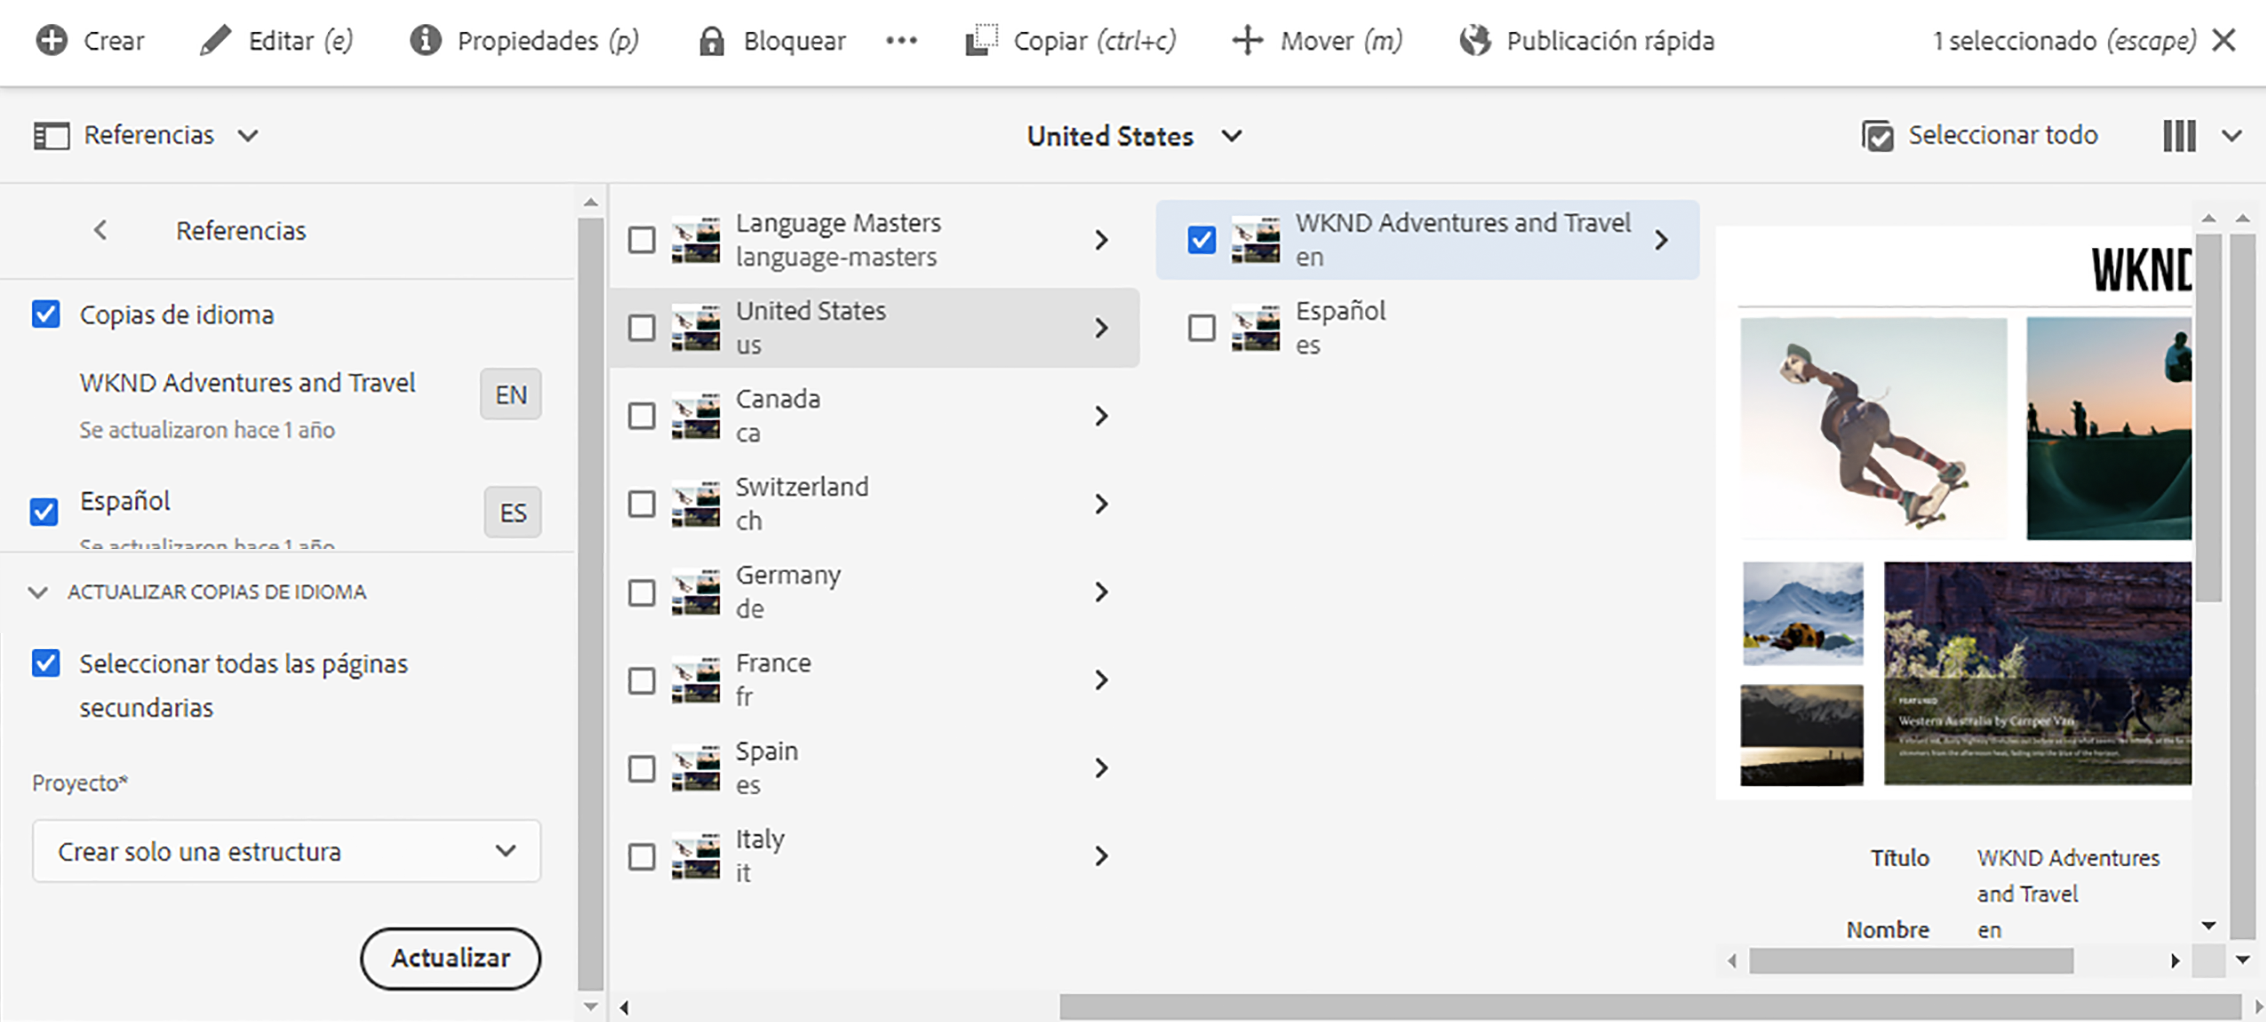 Crear
Editar (e)
Propiedades (p)
Bloquear
Copiar (ctrl+c)
Mover (m)
Publicación rápida
1 seleccionado (escape)
Referencias
United States
Seleccionar todo
Referencias
Copias de idioma
WKND Adventures and Travel
EN
Se actualizaron hace 1 año
Español
ES
Se actualizaron hace 1 año
ACTUALIZAR COPIAS DE IDIOMA
Seleccionar todas las páginas
secundarias
Proyecto*
Crear solo una estructura
Actualizar
Language Masters
language-masters
United States
us
Canada
ca
Switzerland
ch
Germany
de
France
fr
Spain
es
Italy
it
WKND Adventures and Travel
en
Español
es
WKND
FEATURED
Western Australia by Camper Van
Título
WKND Adventures
and Travel
Nombre
en